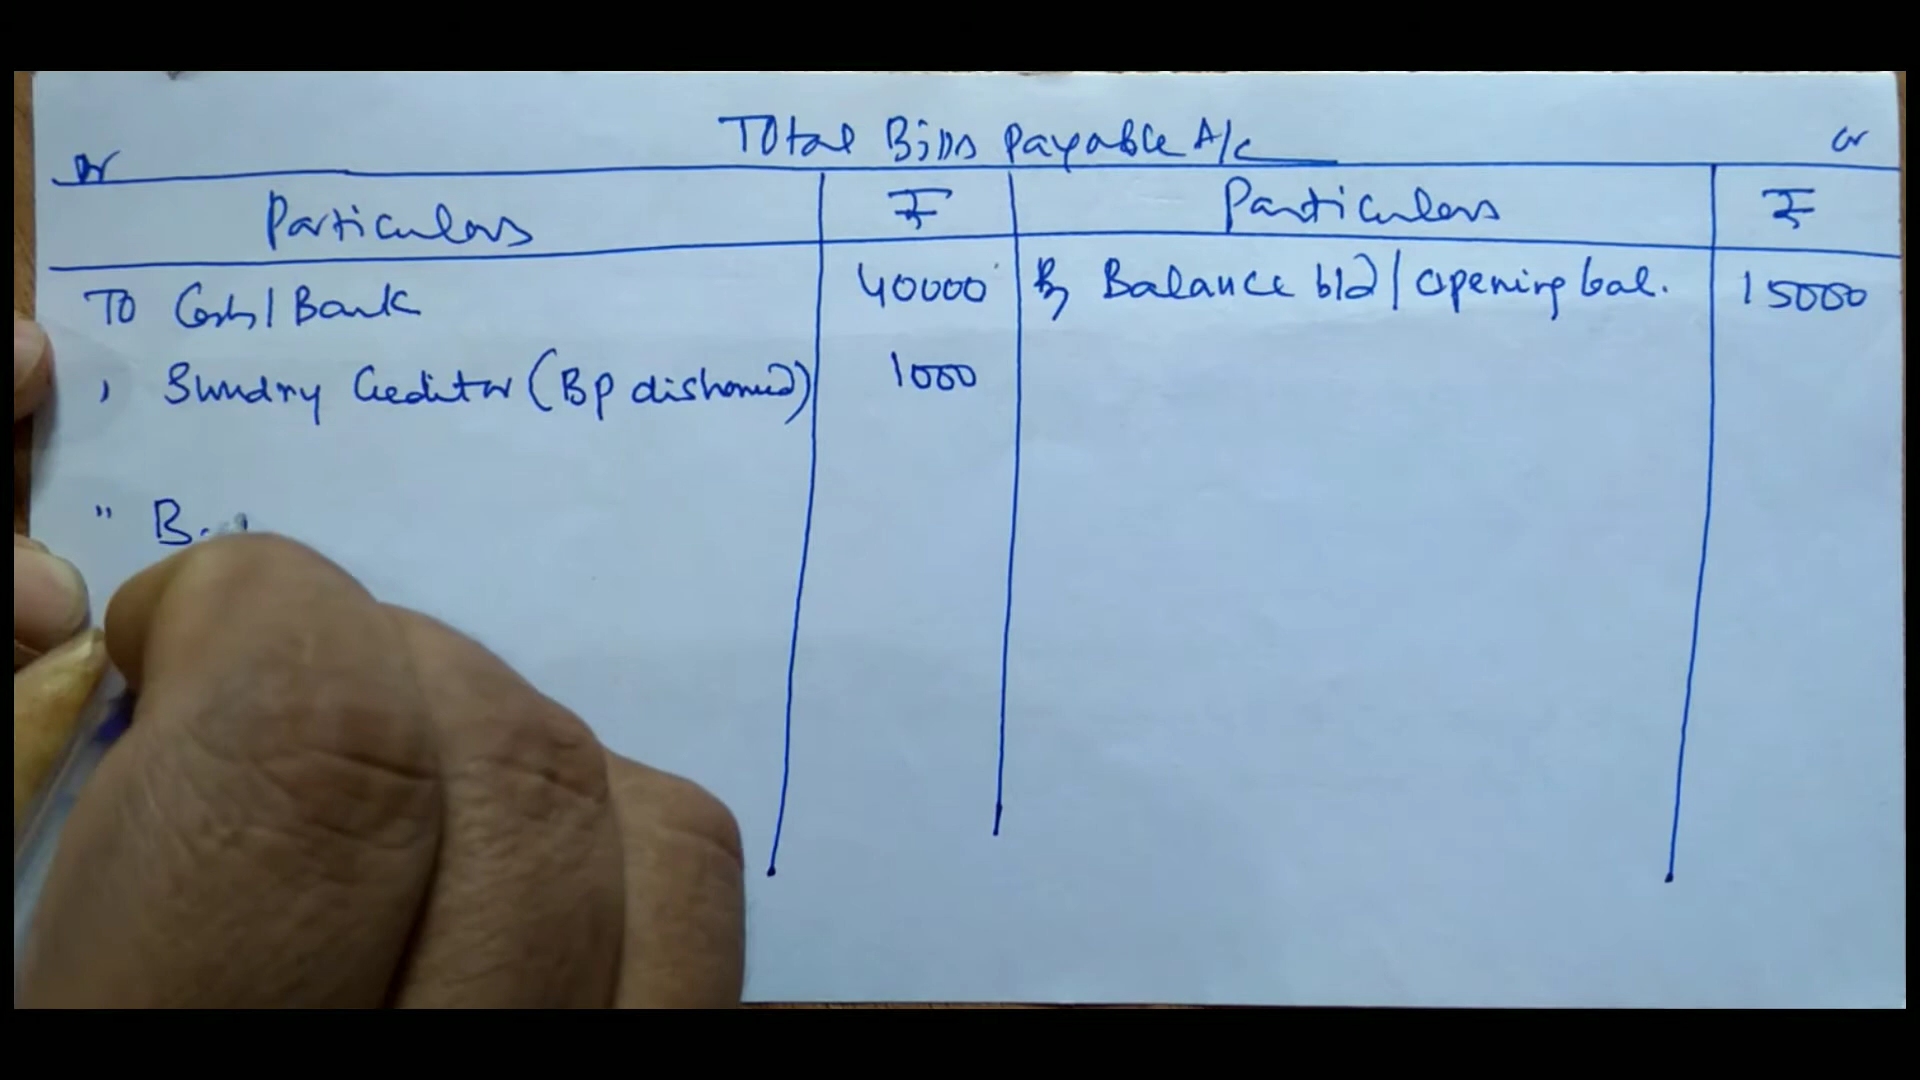 Total Bills Payable A/c
Dr Cr
Particulars ₹ Particulars ₹
To Cash/Bank 40000 By Balance b/d/opening bal. 15000
" Sundry Creditor (BP dishonured) 1000
" B